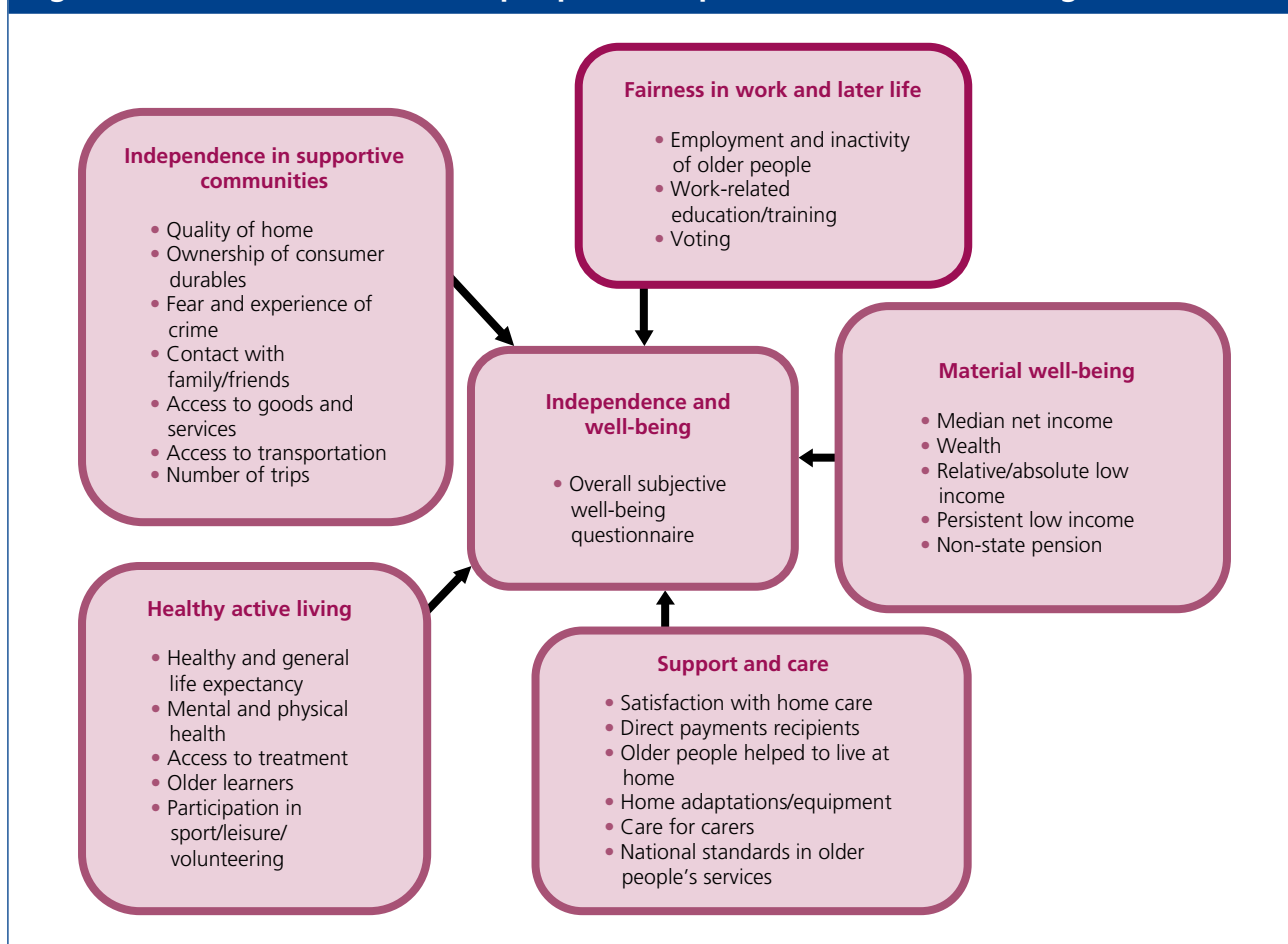 Fairness in work and later life
• Employment and inactivity
of older people
• Work-related
education/training
• Voting
Independence in supportive
communities
• Quality of home
• Ownership of consumer
durables
• Fear and experience of
crime
• Contact with
family/friends
• Access to goods and
services
• Access to transportation
• Number of trips
Material well-being
• Median net income
• Wealth
• Relative/absolute low
income
• Persistent low income
• Non-state pension
Independence and
well-being
• Overall subjective
well-being
questionnaire
Healthy active living
• Healthy and general
life expectancy
• Mental and physical
health
• Access to treatment
• Older learners
• Participation in
sport/leisure/
volunteering
Support and care
• Satisfaction with home care
• Direct payments recipients
• Older people helped to live at
home
• Home adaptations/equipment
• Care for carers
• National standards in older
people's services